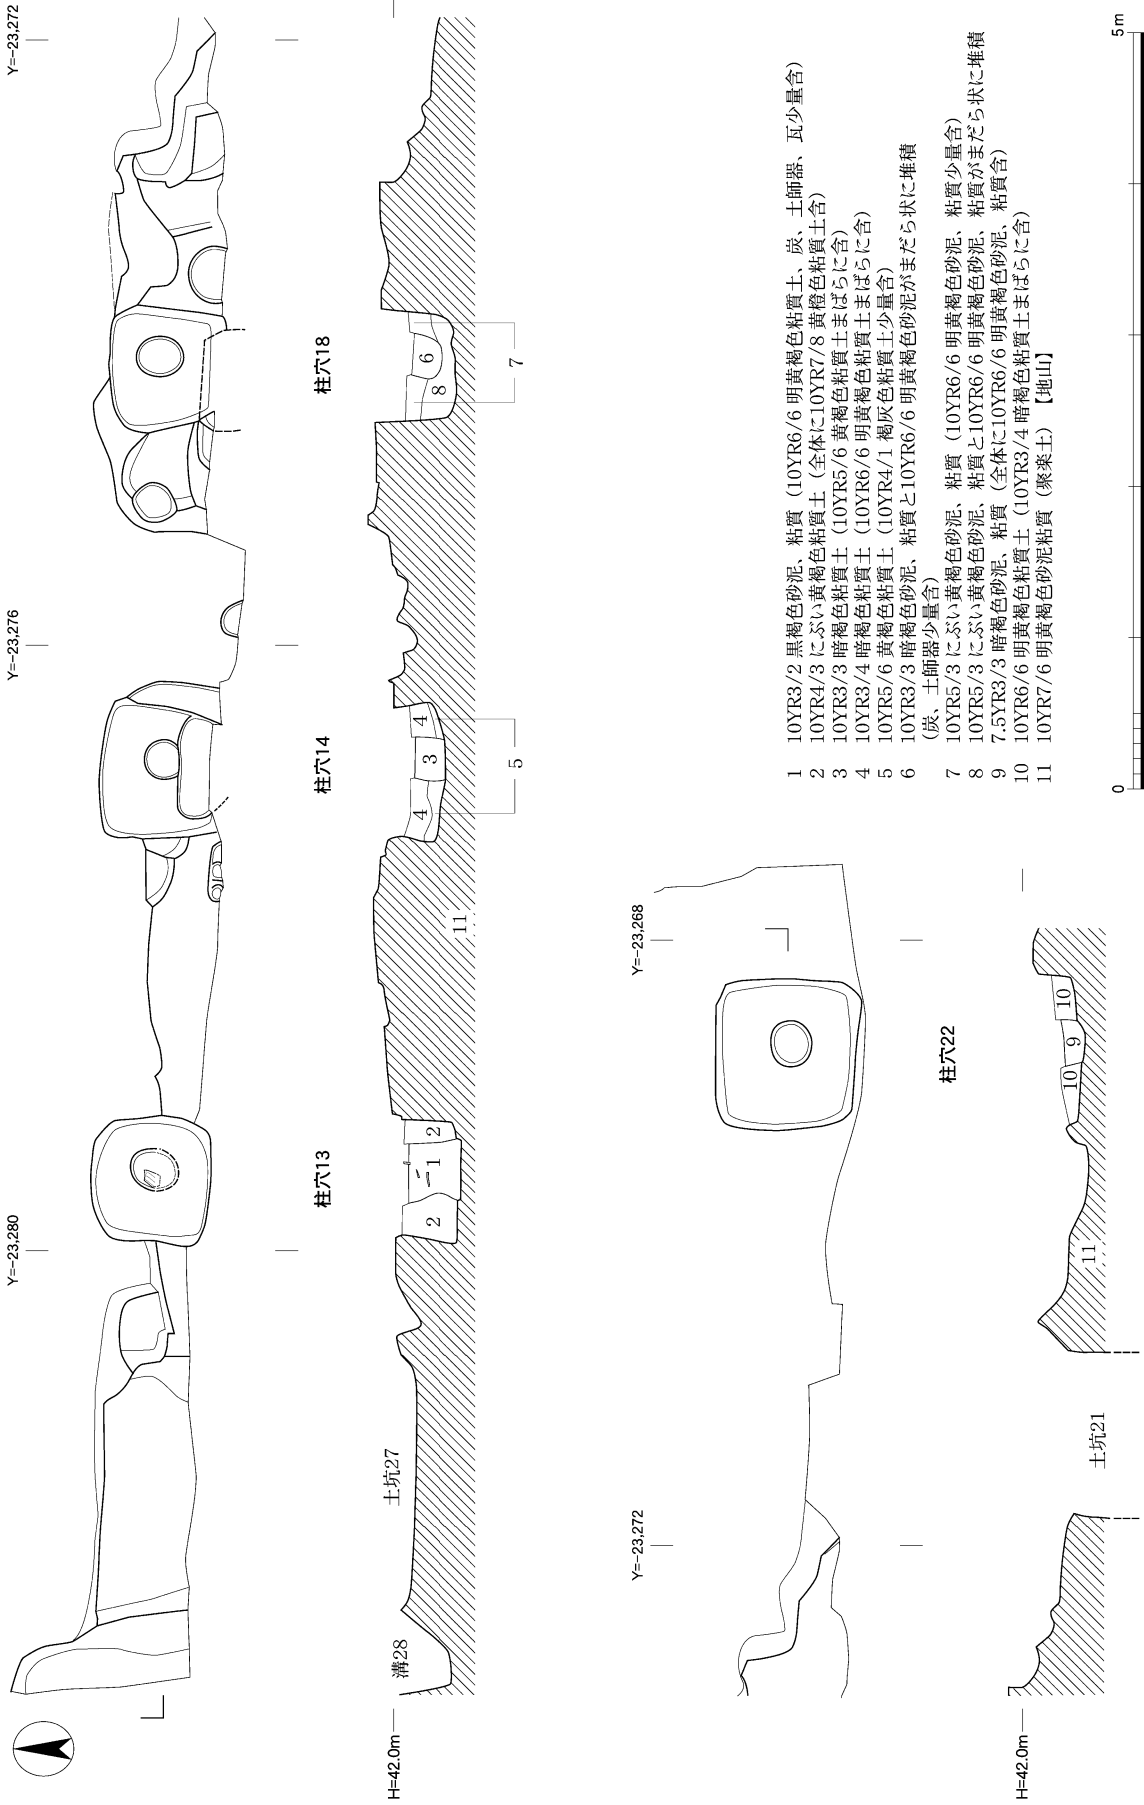 Y=-23,280
Y=-23,276
Y=-23,272
柱穴13
柱穴14
柱穴18
H=42.0m
溝28
土坑27
2
1
2
11
4
3
4
5
8
6
7
Y=-23,272
Y=-23,268
柱穴22
H=42.0m
土坑21
11
10
9
10
1 10YR3/2 黒褐色砂泥、粘質（10YR6/6 明黄褐色粘質土、炭、土師器、瓦少量含）
2 10YR4/3 にぶい黄褐色粘質土（全体に10YR7/8 黄橙色粘質土含）
3 10YR3/3 暗褐色粘質土（10YR5/6 黄褐色粘質土まばらに含）
4 10YR3/4 暗褐色粘質土（10YR6/6 明黄褐色粘質土まばらに含）
5 10YR5/6 黄褐色粘質土（10YR4/1 褐灰色粘質土少量含）
6 10YR3/3 暗褐色砂泥、粘質と10YR6/6 明黄褐色砂泥がまだら状に堆積
（炭、土師器少量含）
7 10YR5/3 にぶい黄褐色砂泥、粘質（10YR6/6 明黄褐色砂泥、粘質少量含）
8 10YR5/3 にぶい黄褐色砂泥、粘質と10YR6/6 明黄褐色砂泥、粘質がまだら状に堆積
9 7.5YR3/3 暗褐色砂泥、粘質（全体に10YR6/6 明黄褐色砂泥、粘質含）
10 10YR6/6 明黄褐色粘質土（10YR3/4 暗褐色粘質土まばらに含）
11 10YR7/6 明黄褐色砂泥粘質（聚楽土）【地山】
0
5m